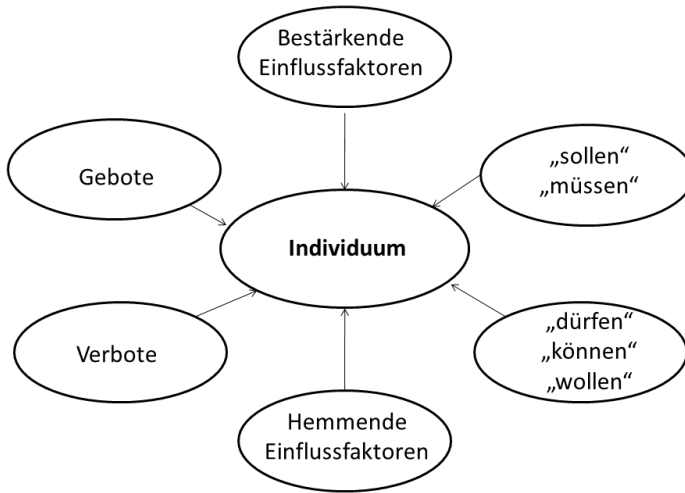 Bestärkende
Einflussfaktoren
Gebote
„sollen“
„müssen“
Individuum
Verbote
„dürfen“
„können“
„wollen“
Hemmende
Einflussfaktoren